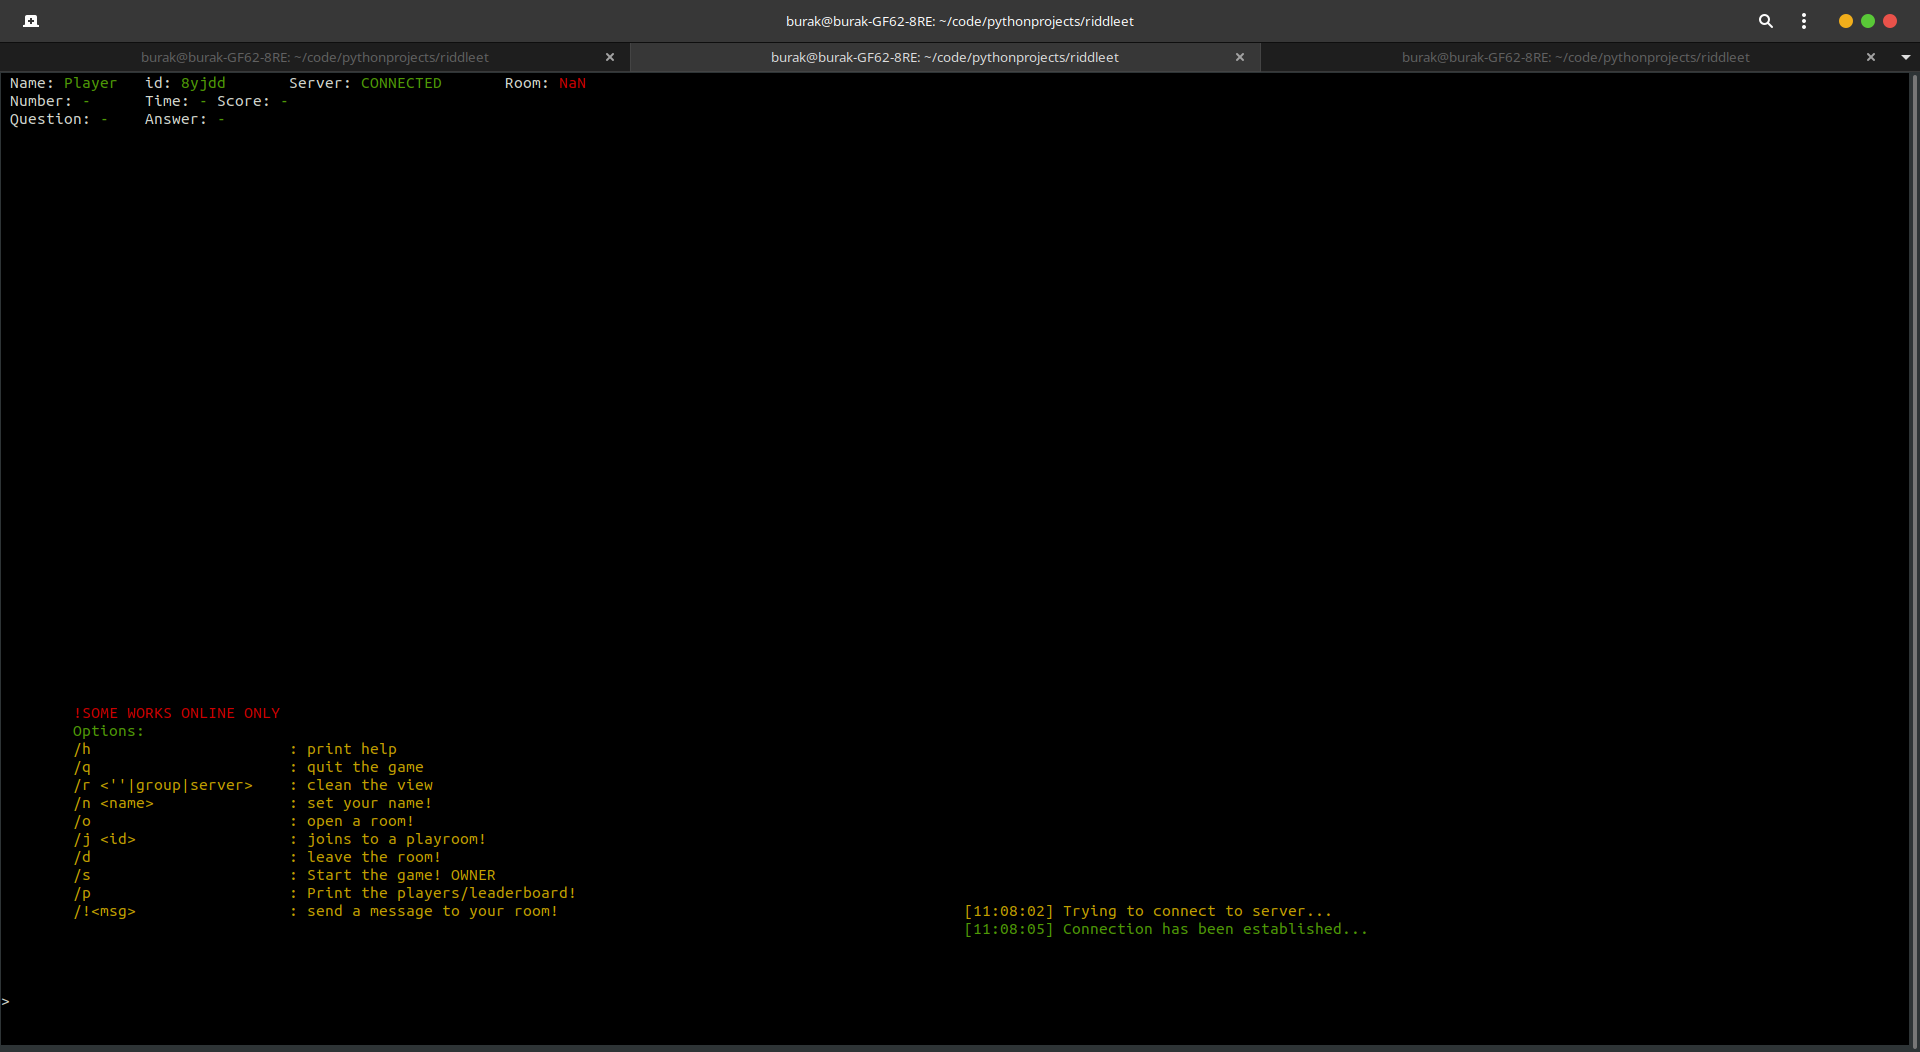 burak@burak-GF62-8RE: ~/code/pythonprojects/riddleet
burak@burak-GF62-8RE: ~/code/pythonprojects/riddleet burak@burak-GF62-8RE: ~/code/pythonprojects/riddleet burak@burak-GF62-8RE: ~/code/pythonprojects/riddleet
Name: Player id: 8yjdd Server: CONNECTED Room: NaN
Number: - Time: - Score: -
Question: - Answer: -
!SOME WORKS ONLINE ONLY
Options:
/h : print help
/q : quit the game
/r <''|group|server> : clean the view
/n <name> : set your name!
/o : open a room!
/j <id> : joins to a playroom!
/d : leave the room!
/s : Start the game! OWNER
/p : Print the players/leaderboard!
/!<msg> : send a message to your room!
[11:08:02] Trying to connect to server...
[11:08:05] Connection has been established...
>